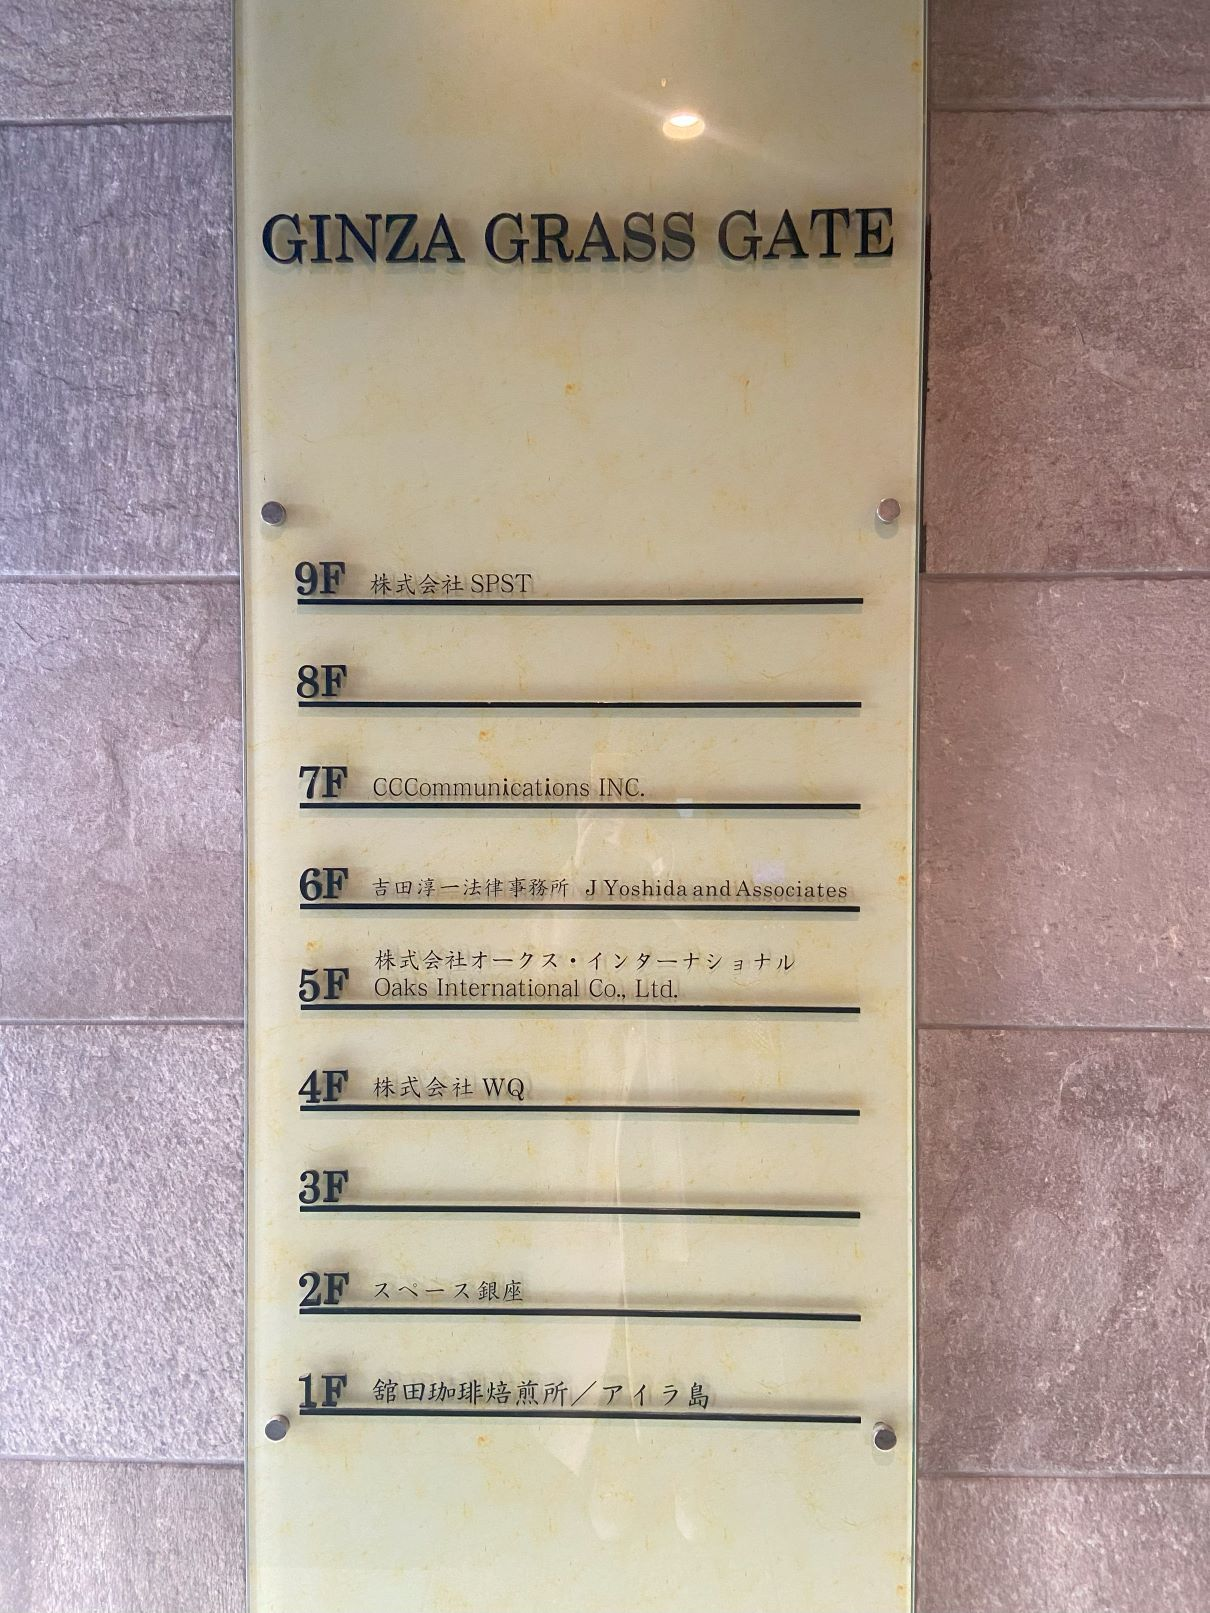 GINZA GRASS GATE
9F 株式会社 SPST
8F
7F CCCommunications INC.
6F 吉田淳一法律事務所 J Yoshida and Associates
株式会社オークス・インターナショナル
5F Oaks International Co., Ltd.
4F 株式会社 WQ
3F
2F スペース銀座
1F 舘田珈琲焙煎所／アイラ島